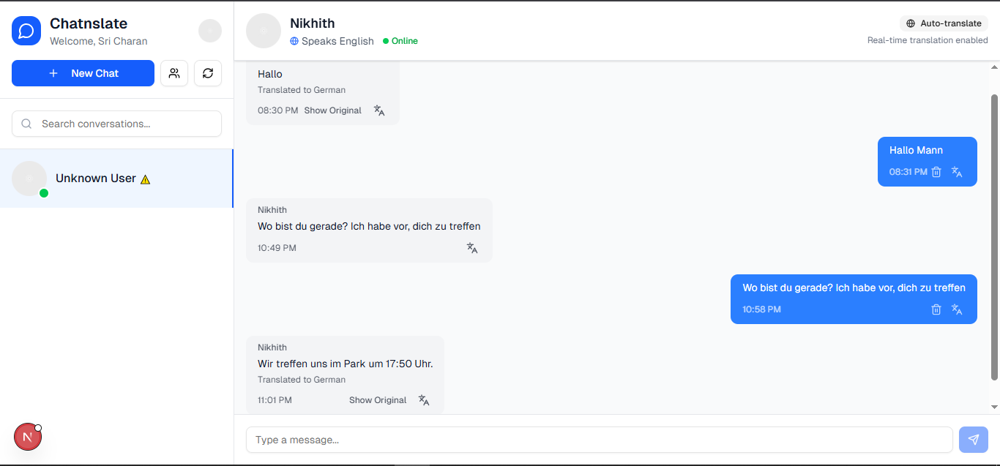 Chatnslate
Welcome, Sri Charan
New Chat
Search conversations...
Unknown User
N
Nikhith
Speaks English
Online
Auto-translate
Real-time translation enabled
Hallo
Translated to German
08:30 PM Show Original
Hallo Mann
08:31 PM
Nikhith
Wo bist du gerade? Ich habe vor, dich zu treffen
10:49 PM
Wo bist du gerade? Ich habe vor, dich zu treffen
10:58 PM
Nikhith
Wir treffen uns im Park um 17:50 Uhr.
Translated to German
11:01 PM Show Original
Type a message...